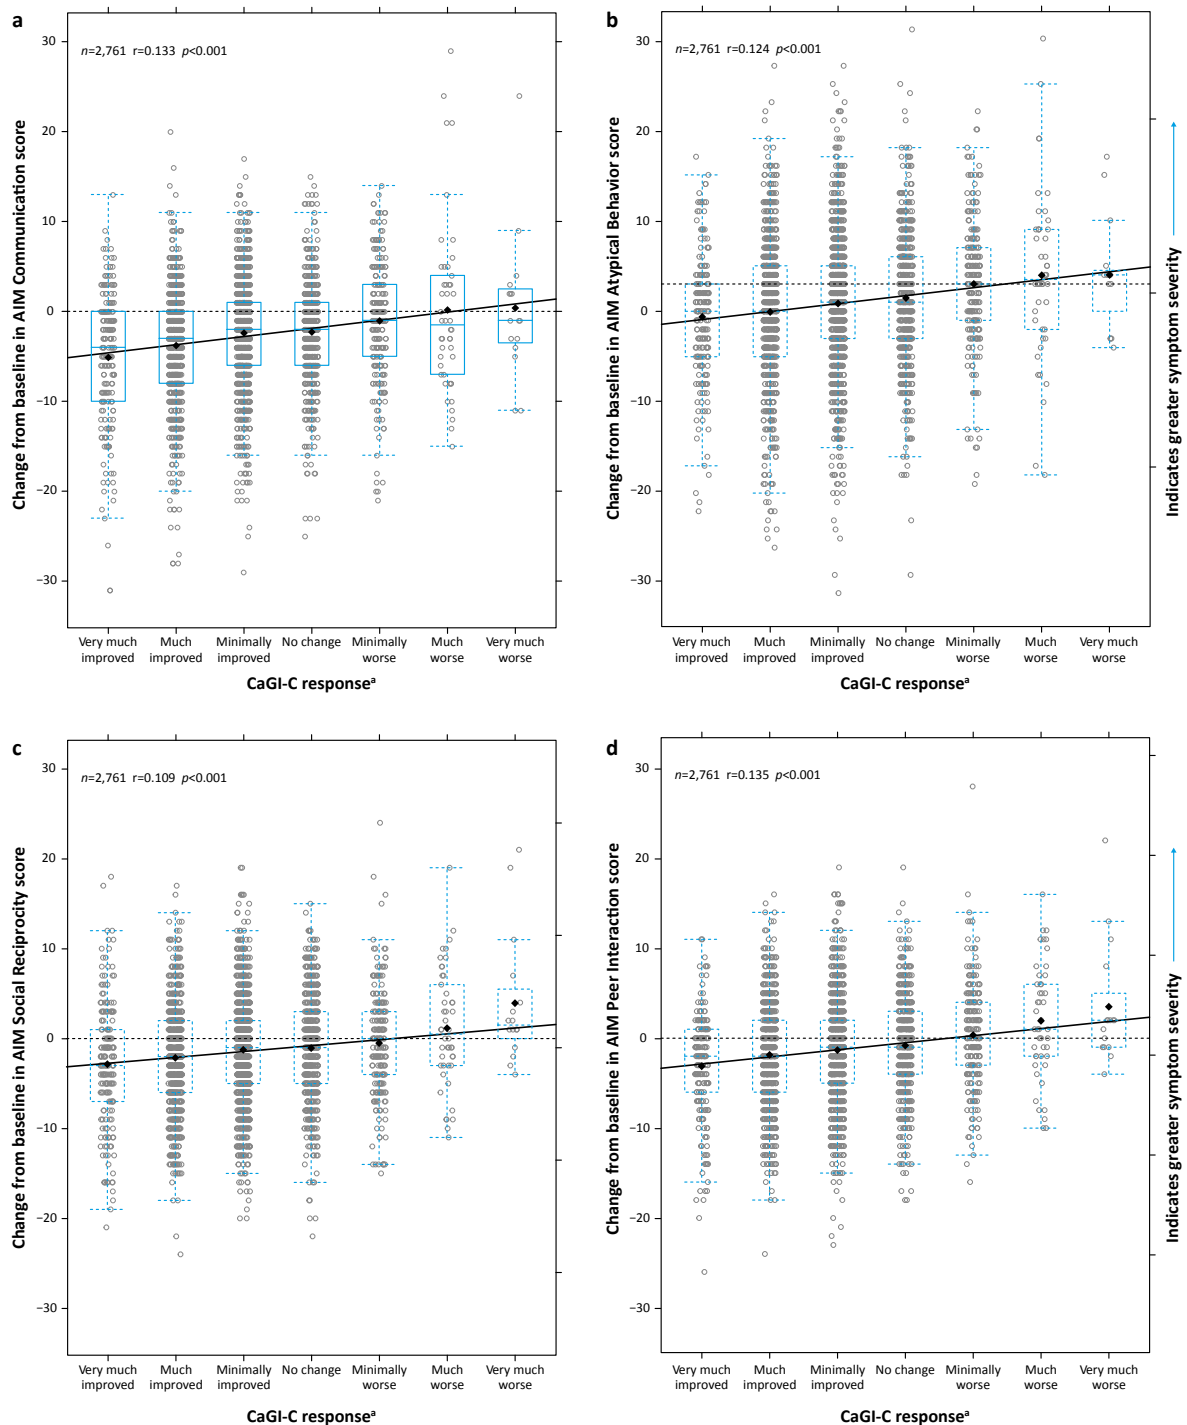 a
n=2,761 r=0.133 p<0.001
Change from baseline in AIM Communication score
30
20
10
0
−10
−20
−30
Very much improved
Much improved
Minimally improved
No change
Minimally worse
Much worse
Very much worse
CaGI-C responseᵃ
b
n=2,761 r=0.124 p<0.001
Change from baseline in AIM Atypical Behavior score
30
20
10
0
−10
−20
−30
Very much improved
Much improved
Minimally improved
No change
Minimally worse
Much worse
Very much worse
CaGI-C responseᵃ
Indicates greater symptom severity
c
n=2,761 r=0.109 p<0.001
Change from baseline in AIM Social Reciprocity score
30
20
10
0
−10
−20
−30
Very much improved
Much improved
Minimally improved
No change
Minimally worse
Much worse
Very much worse
CaGI-C responseᵃ
d
n=2,761 r=0.135 p<0.001
Change from baseline in AIM Peer Interaction score
30
20
10
0
−10
−20
−30
Very much improved
Much improved
Minimally improved
No change
Minimally worse
Much worse
Very much worse
CaGI-C responseᵃ
Indicates greater symptom severity